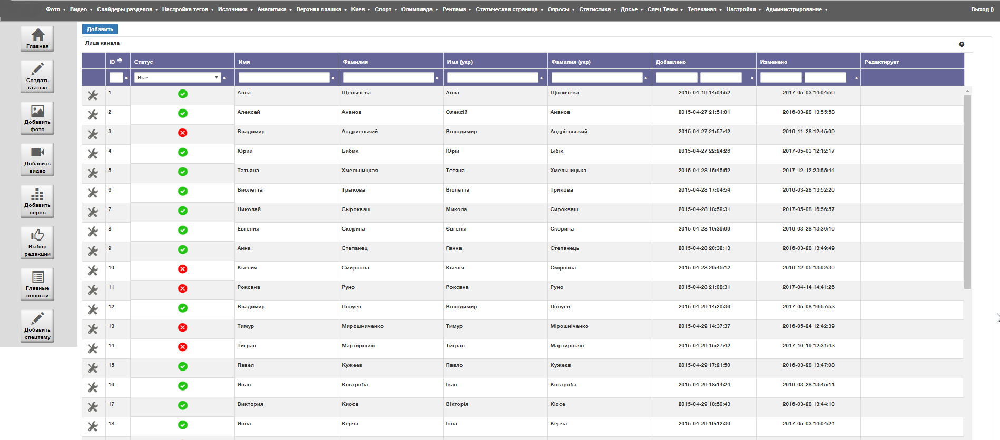 Фото Видео Слайдеры разделов Настройка тегов Источники Аналитика Верхняя плашка Киев Спорт Олимпиада Реклама Статическая страница Опросы Статистика Досье Спец Темы Телеканал Настройки Администрирование Выход ()
Главная
Создать
статью
Добавить
фото
Добавить
видео
Добавить
опрос
Выбор
редакции
Главные
новости
Добавить
спецтему
Добавить
Лица канала
ID Статус Имя Фамилия Имя (укр) Фамилия (укр) Добавлено Изменено Редактирует
x Все x x x x x - x - x
1 Алла Щелычева Алла Щоличева 2015-04-19 14:04:52 2017-05-03 14:04:50
2 Алексей Ананов Олексій Ананов 2015-04-27 21:51:01 2016-03-28 13:55:58
3 Владимир Андриевский Володимир Андрієвський 2015-04-27 21:57:42 2016-11-28 12:45:09
4 Юрий Бибик Юрій Бібік 2015-04-27 22:24:26 2017-05-03 12:12:17
5 Татьяна Хмельницкая Тетяна Хмельницька 2015-04-28 15:45:52 2017-12-12 23:55:44
6 Виолетта Трыкова Віолетта Трикова 2015-04-28 17:04:54 2016-03-28 13:52:20
7 Николай Сырокваш Микола Сирокваш 2015-04-28 18:59:31 2017-05-08 16:56:57
8 Евгения Скорина Євгенія Скорина 2015-04-28 19:39:09 2016-03-28 13:30:10
9 Анна Степанец Ганна Степанець 2015-04-28 20:32:13 2016-03-28 13:49:49
10 Ксения Смирнова Ксенія Смірнова 2015-04-28 20:45:12 2016-12-05 13:02:30
11 Роксана Руно Роксана Руно 2015-04-28 21:08:31 2017-04-14 14:41:26
12 Владимир Полуев Володимир Полуєв 2015-04-29 14:20:36 2017-05-08 16:57:53
13 Тимур Мирошниченко Тимур Мірошніченко 2015-04-29 14:37:37 2016-05-24 12:42:39
14 Тигран Мартиросян Тигран Мартиросян 2015-04-29 15:27:42 2017-10-19 12:31:43
15 Павел Кужеев Павло Кужеєв 2015-04-29 17:21:50 2016-03-28 13:47:08
16 Иван Костроба Іван Костроба 2015-04-29 18:14:24 2016-03-28 13:45:11
17 Виктория Киосе Вікторія Кіосе 2015-04-29 18:50:43 2016-03-28 13:44:10
18 Инна Керча Інна Керча 2015-04-29 19:12:30 2017-05-03 14:04:24